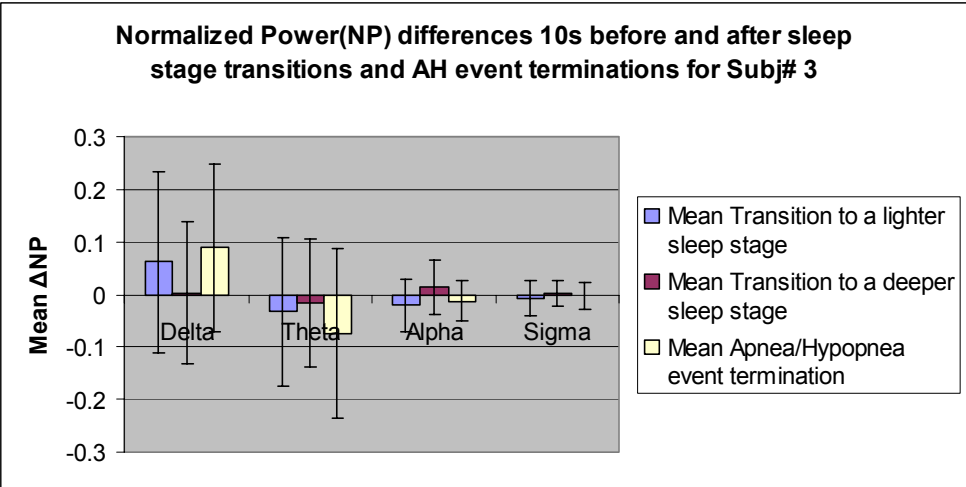 Normalized Power(NP) differences 10s before and after sleep
stage transitions and AH event terminations for Subj# 3
0.3
0.2
0.1
0
-0.1
-0.2
-0.3
Mean ΔNP
Delta
Theta
Alpha
Sigma
Mean Transition to a lighter
sleep stage
Mean Transition to a deeper
sleep stage
Mean Apnea/Hypopnea
event termination